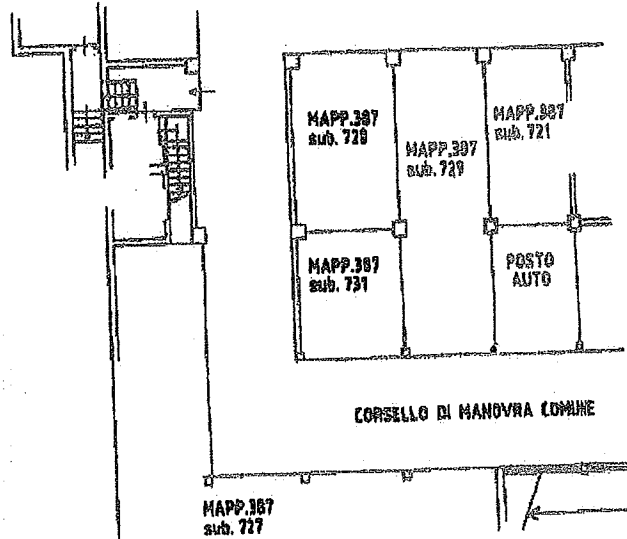 MAPP.387
sub.
MAPP.387
sub. 729
MAPP.387
sub. 721
MAPP.387
sub. 731
POSTO
AUTO
CORSELLO DI MANOVRA COMUNE
MAPP.387
sub. 727